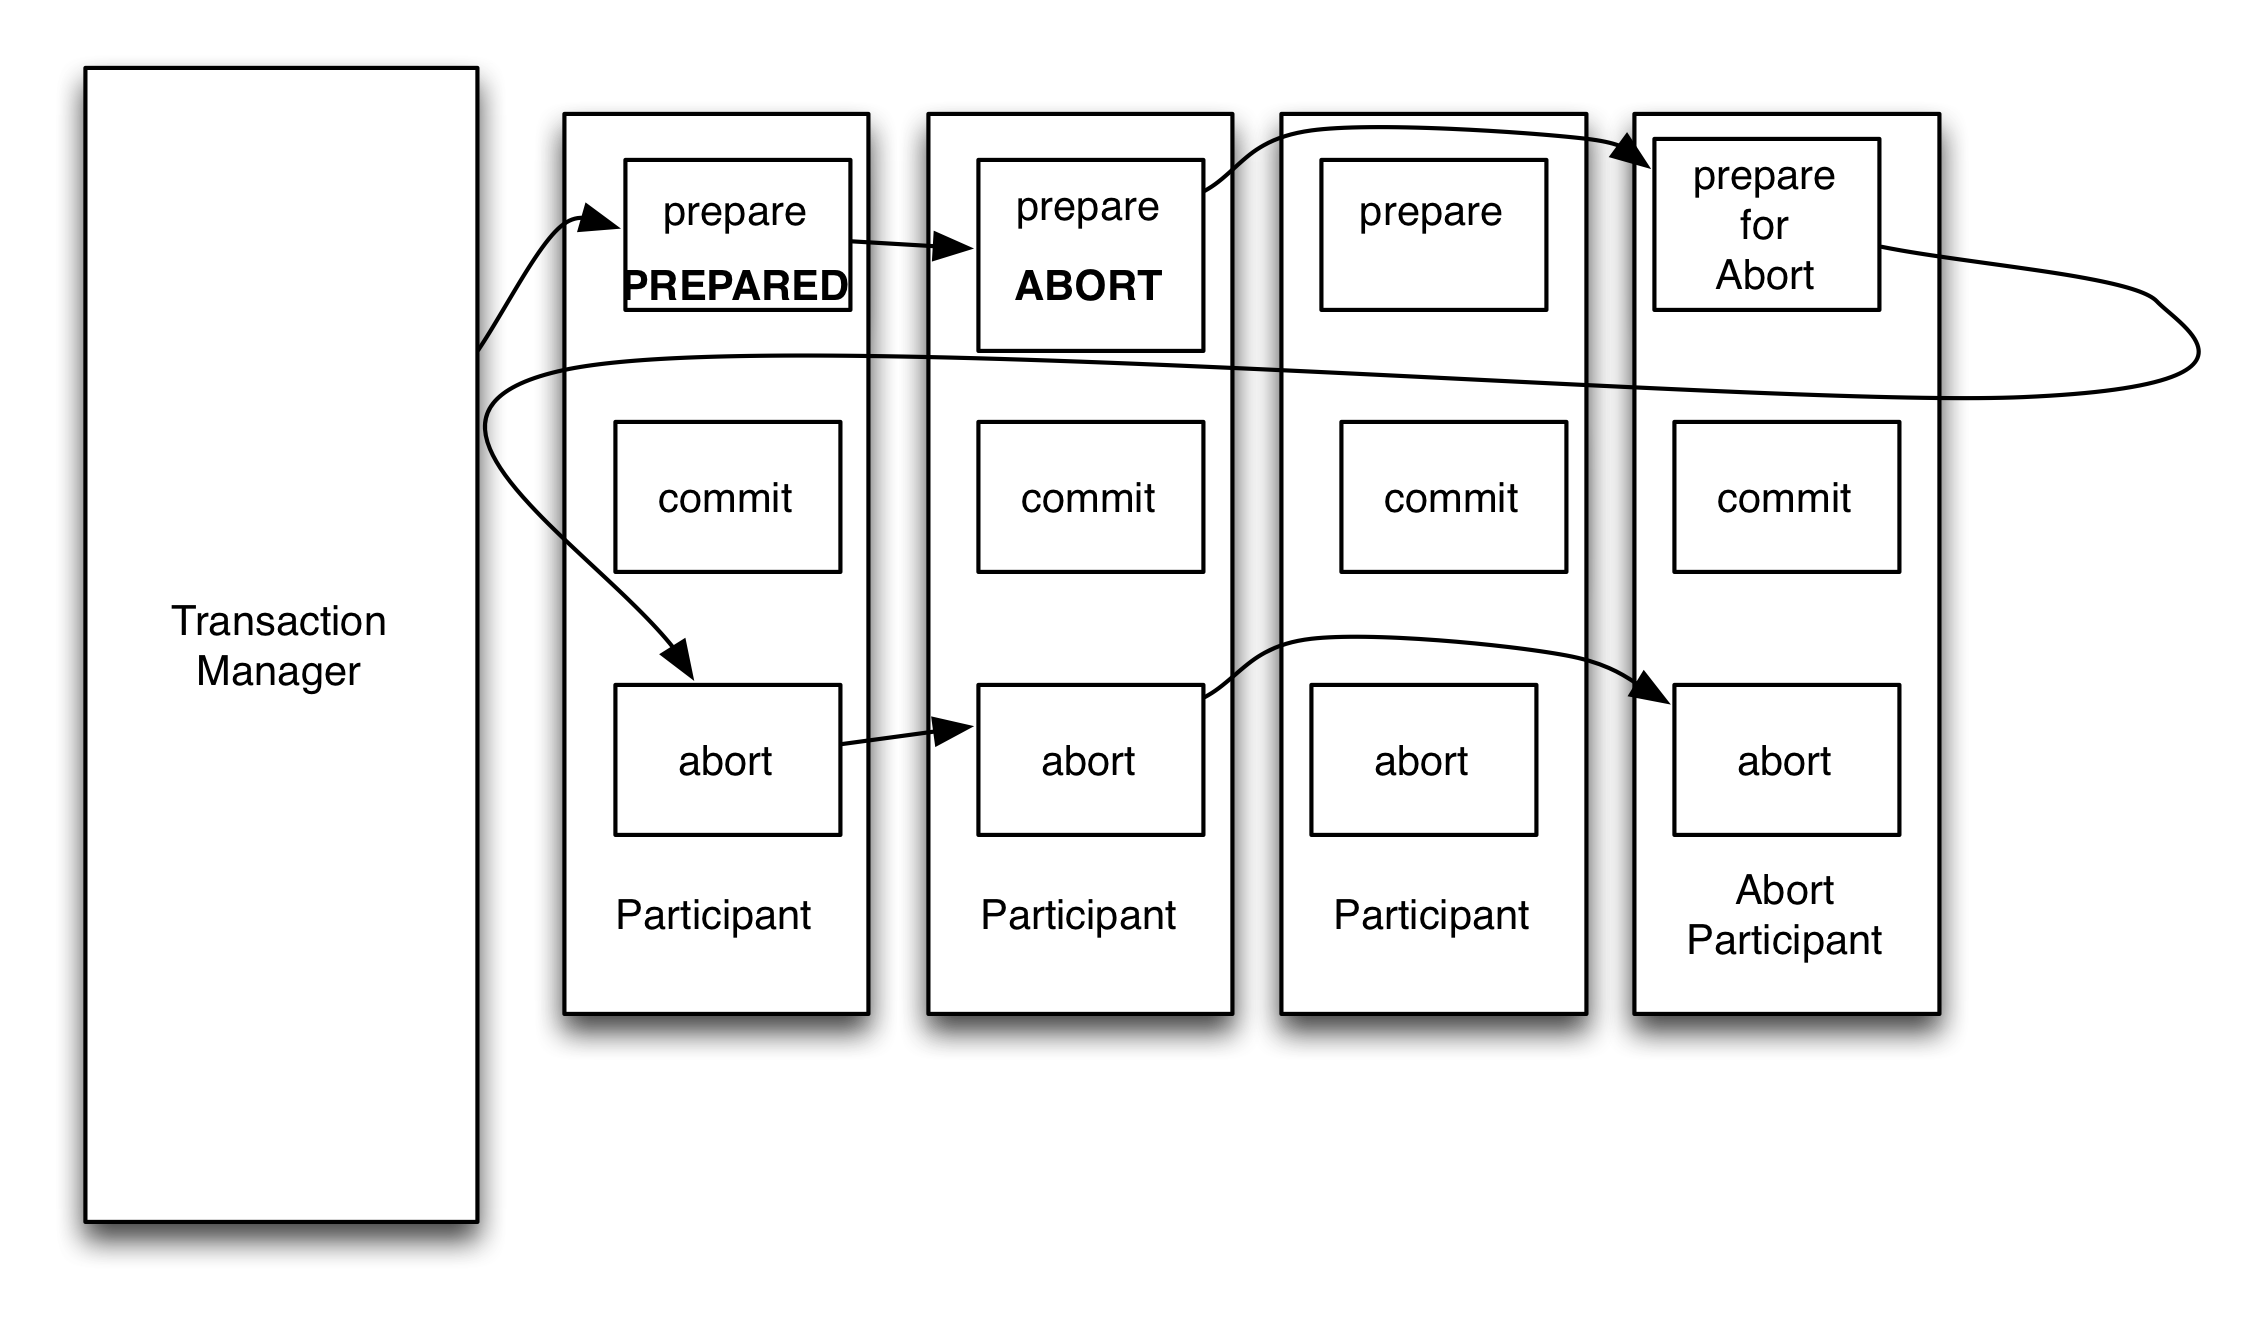 Transaction
Manager
prepare
PREPARED
commit
abort
Participant
prepare
ABORT
commit
abort
Participant
prepare
commit
abort
Participant
prepare
for
Abort
commit
abort
Abort
Participant